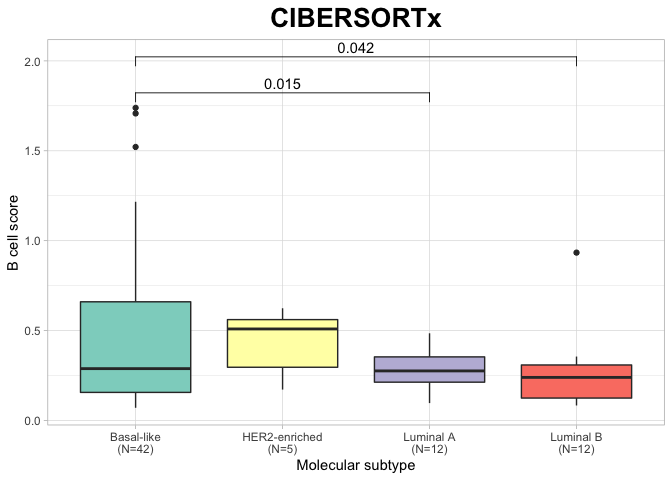 CIBERSORTx
0.042
0.015
2.0
1.5
1.0
0.5
0.0
B cell score
Basal-like
(N=42)
HER2-enriched
(N=5)
Luminal A
(N=12)
Luminal B
(N=12)
Molecular subtype